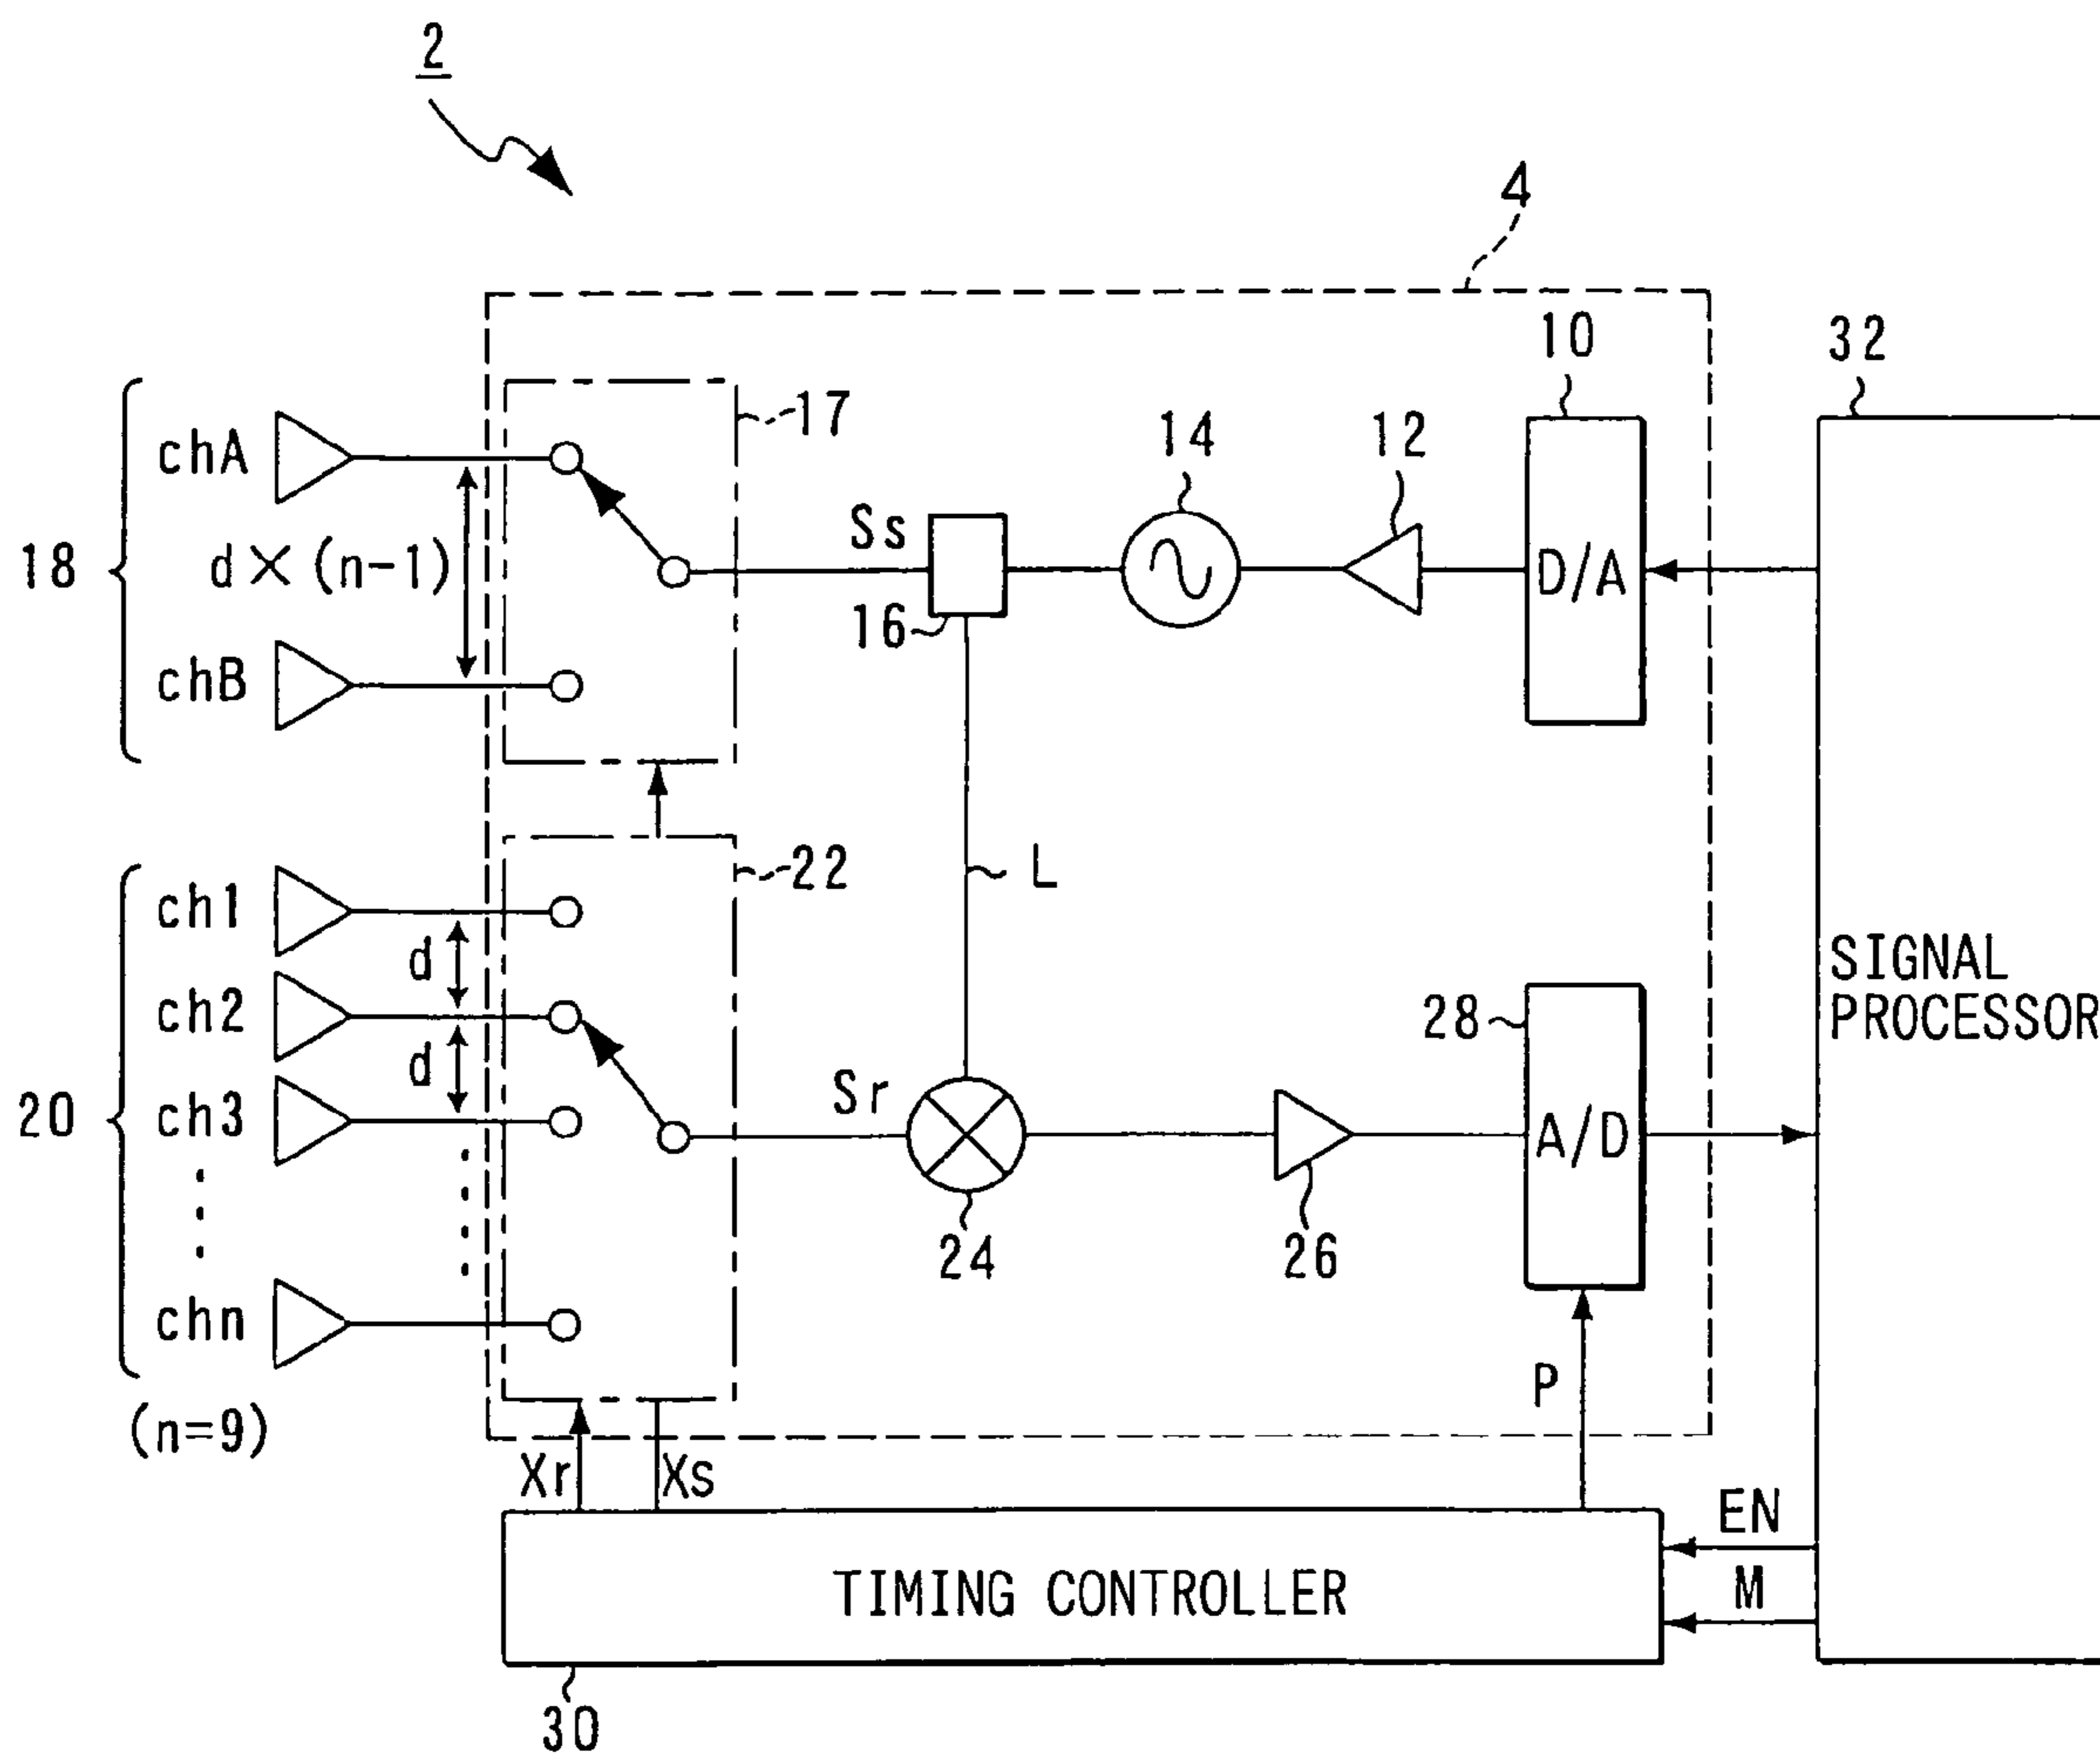 2
4
10
32
17
14
12
chA
Ss
18
d×(n-1)
D/A
16
chB
22
ch1
L
d
ch2
SIGNAL
PROCESSOR
28
d
Sr
20
ch3
A/D
24
26
chn
P
(n=9)
Xr
Xs
EN
TIMING CONTROLLER
M
30